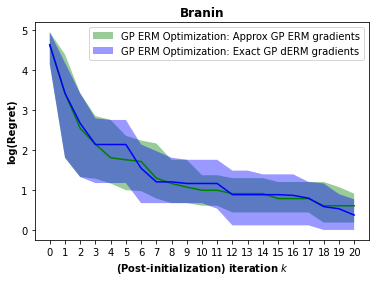 Branin
GP ERM Optimization: Approx GP ERM gradients
GP ERM Optimization: Exact GP dERM gradients
log(Regret)
5
4
3
2
1
0
0 1 2 3 4 5 6 7 8 9 10 11 12 13 14 15 16 17 18 19 20
(Post-initialization) iteration k